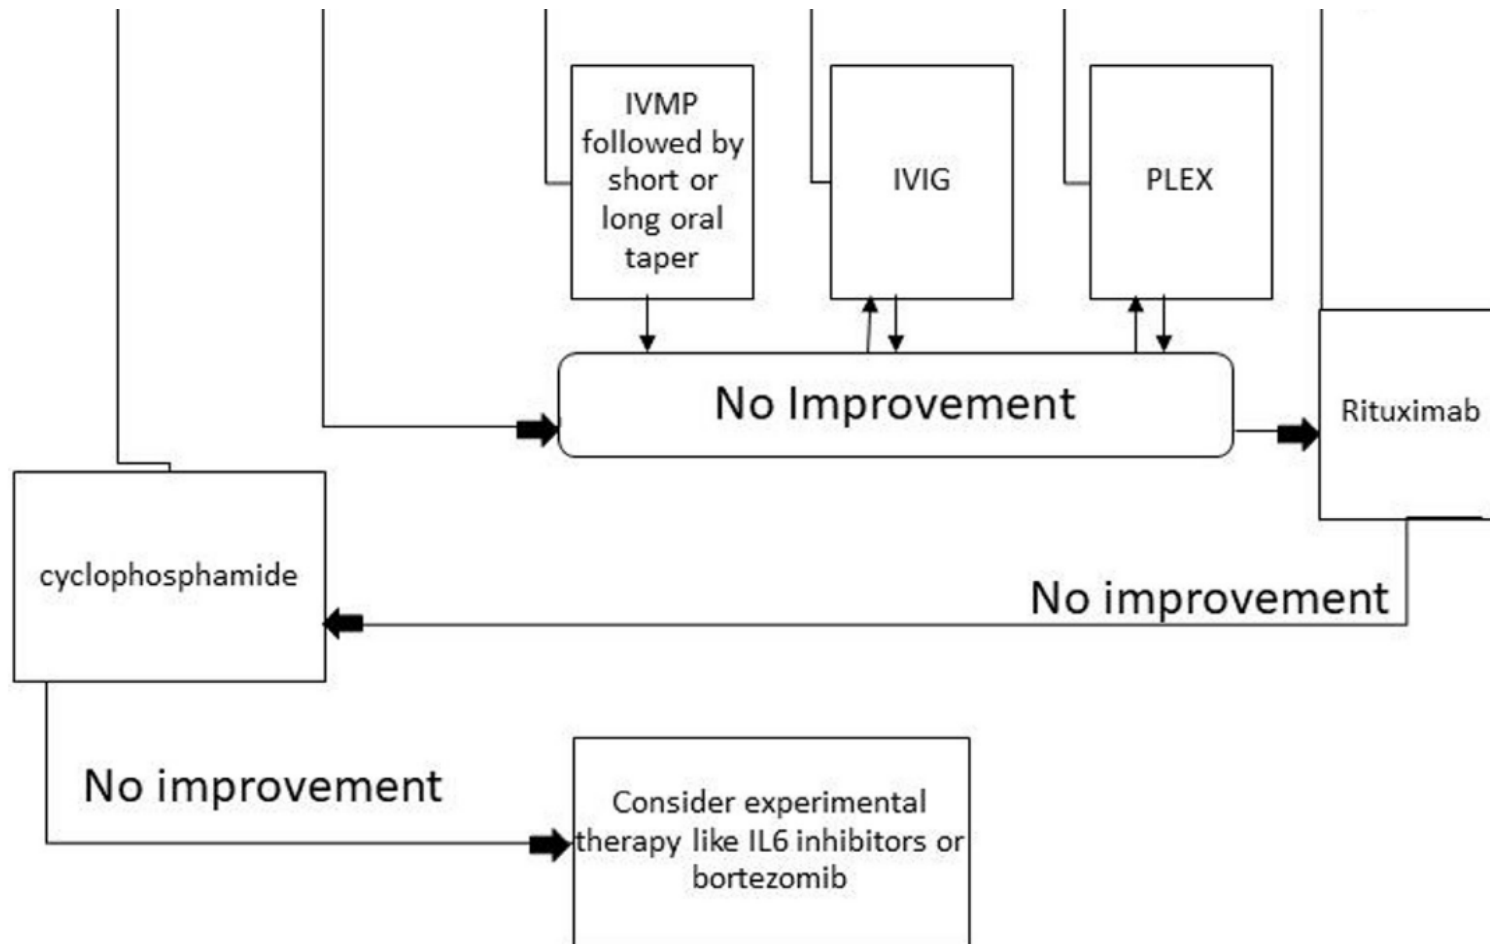 IVMP
followed by
short or
long oral
taper
IVIG
PLEX
No Improvement
Rituximab
cyclophosphamide
No improvement
No improvement
Consider experimental
therapy like IL6 inhibitors or
bortezomib